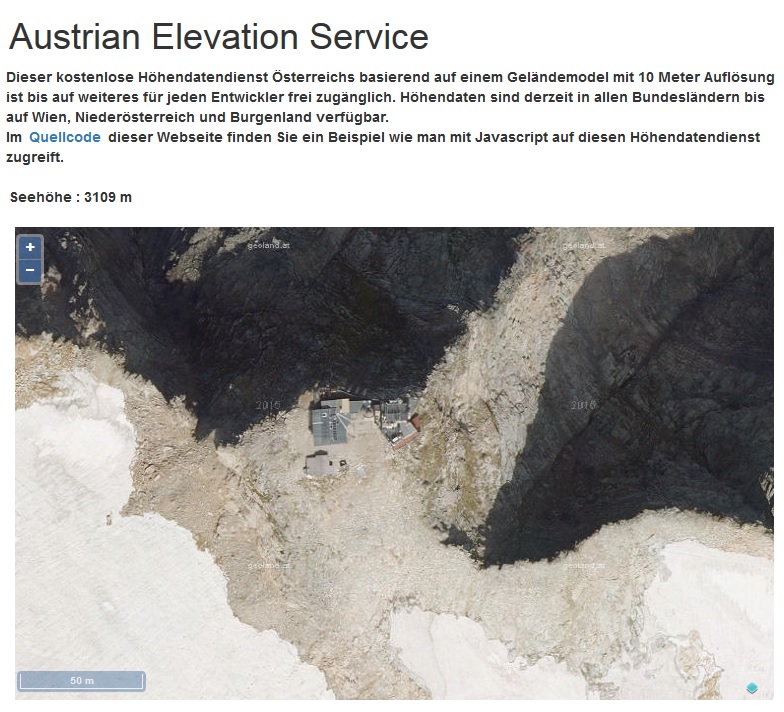 Austrian Elevation Service
Dieser kostenlose Höhendatendienst Österreichs basierend auf einem Geländemodel mit 10 Meter Auflösung
ist bis auf weiteres für jeden Entwickler frei zugänglich. Höhendaten sind derzeit in allen Bundesländern bis
auf Wien, Niederösterreich und Burgenland verfügbar.
Im Quellcode dieser Webseite finden Sie ein Beispiel wie man mit Javascript auf diesen Höhendatendienst
zugreift.
Seehöhe : 3109 m
+
geoland.at geoland.at
−
2015 2015
geoland.at geoland.at
50 m